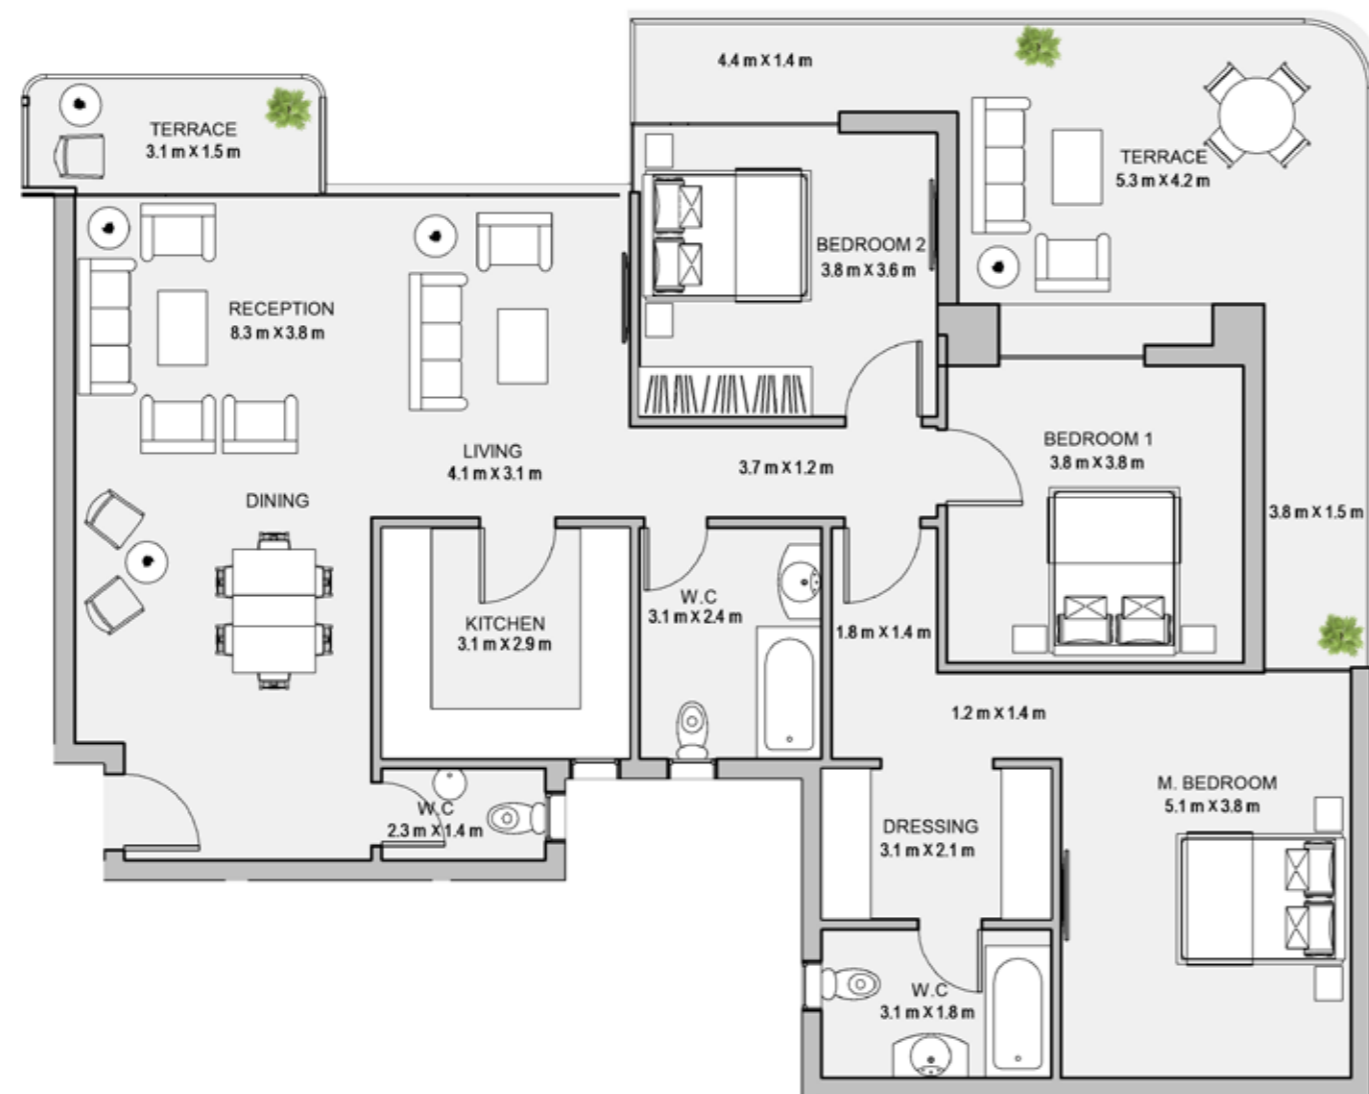 4.4 m X 1.4 m
TERRACE
3.1 m X 1.5 m
TERRACE
5.3 m X 4.2 m
BEDROOM 2
3.8 m X 3.6 m
RECEPTION
8.3 m X 3.8 m
LIVING
4.1 m X 3.1 m
3.7 m X 1.2 m
BEDROOM 1
3.8 m X 3.8 m
DINING
3.8 m X 1.5 m
KITCHEN
3.1 m X 2.9 m
W.C
3.1 m X 2.4 m
1.8 m X 1.4 m
1.2 m X 1.4 m
M. BEDROOM
5.1 m X 3.8 m
W.C
2.3 m X 1.4 m
DRESSING
3.1 m X 2.1 m
W.C
3.1 m X 1.8 m